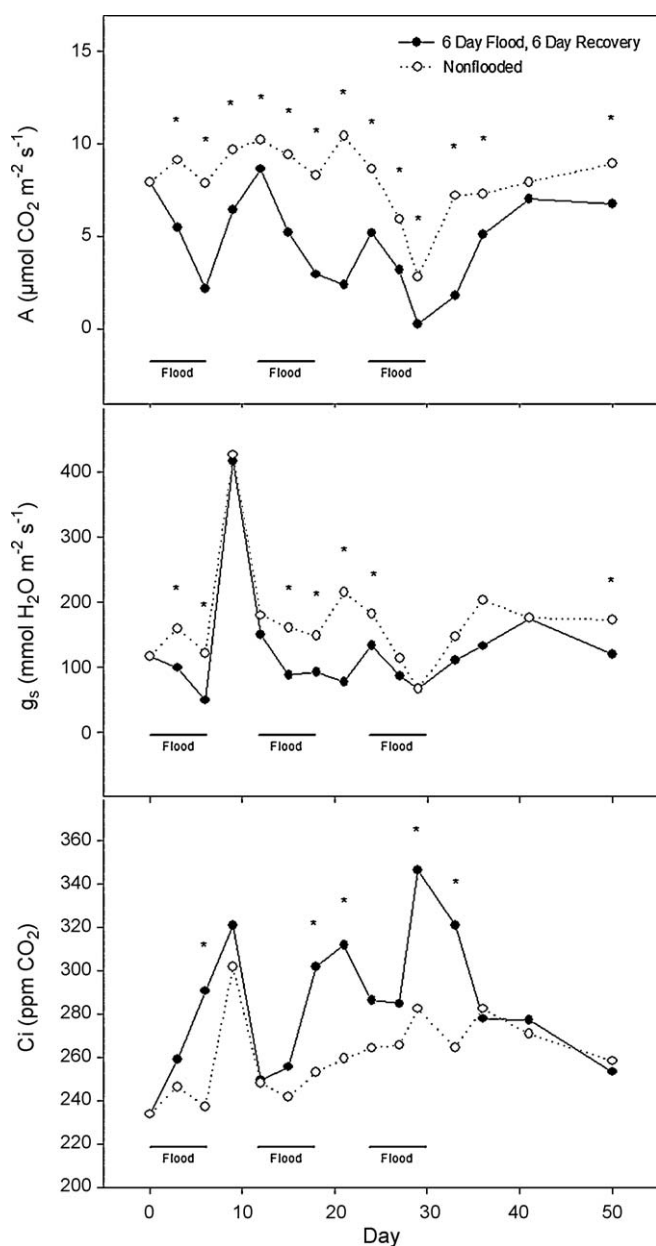 6 Day Flood, 6 Day Recovery
Nonflooded
A (µmol CO₂ m⁻² s⁻¹)
15
10
5
0
* * * * * * * * * * * * * *
Flood Flood Flood
gₛ (mmol H₂O m⁻² s⁻¹)
400
300
200
100
0
* * * * * * *
Flood Flood Flood
Ci (ppm CO₂)
360
340
320
300
280
260
240
220
200
* * * * *
Flood Flood Flood
0 10 20 30 40 50
Day